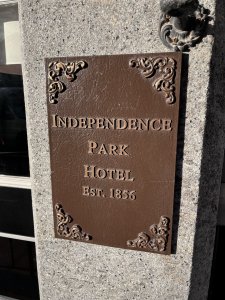 INDEPENDENCE
PARK
HOTEL
EST. 1856